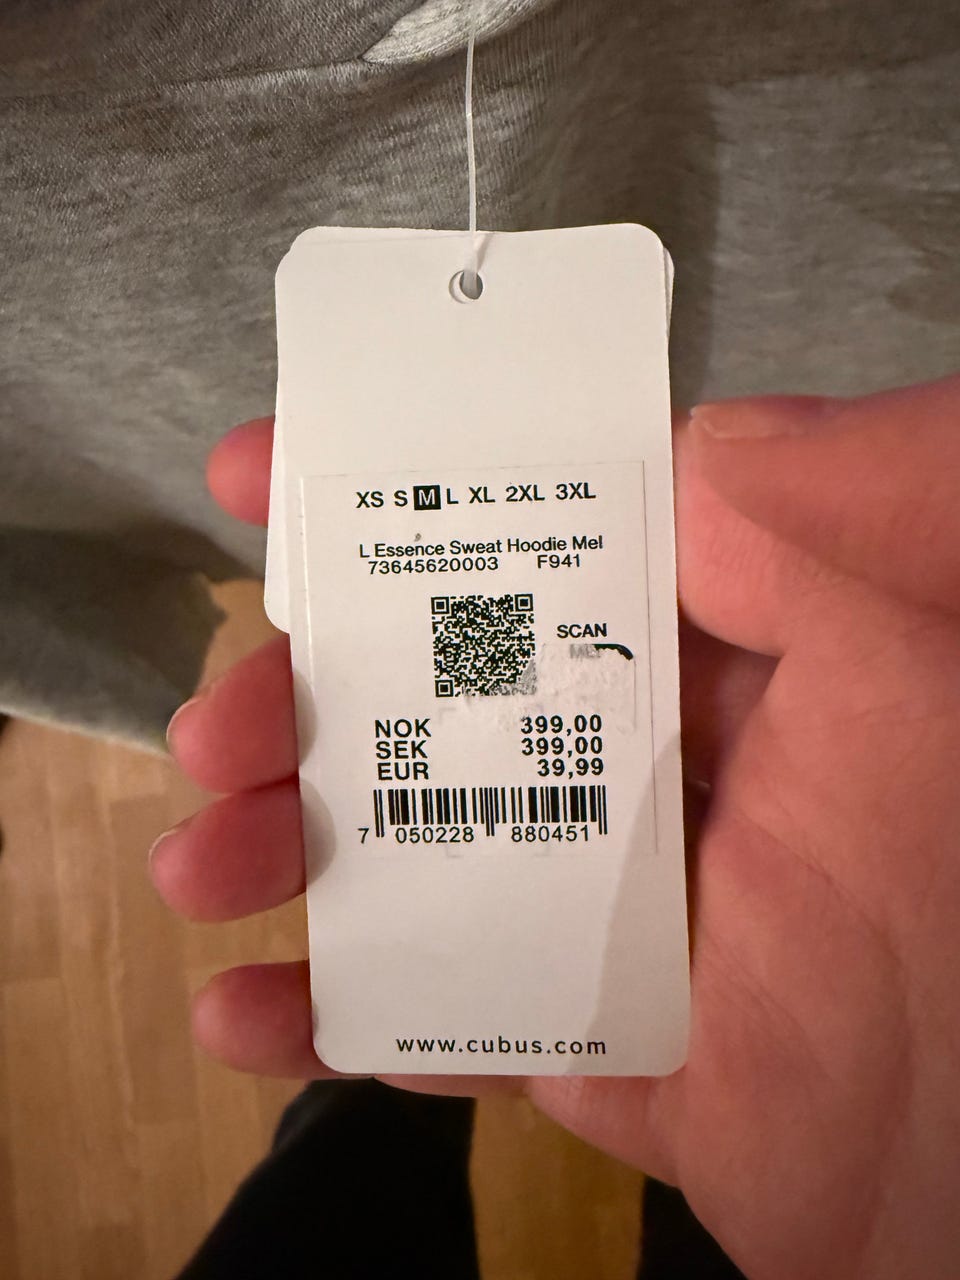 XS S M L XL 2XL 3XL
L Essence Sweat Hoodie Mel
73645620003 F941
SCAN
NOK 399,00
SEK 399,00
EUR 39,99
7 050228 880451
www.cubus.com